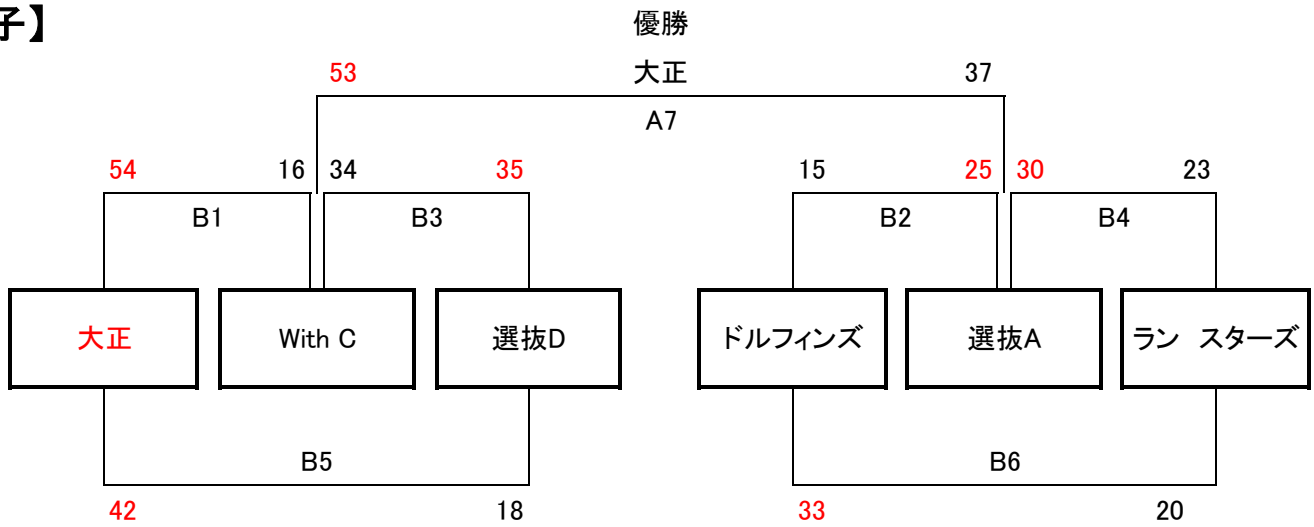 子】
優勝
53 大正 37
A7
54 16 34 35 15 25 30 23
B1 B3 B2 B4
大正 With C 選抜D ドルフィンズ 選抜A ラン　スターズ
B5 B6
42 18 33 20